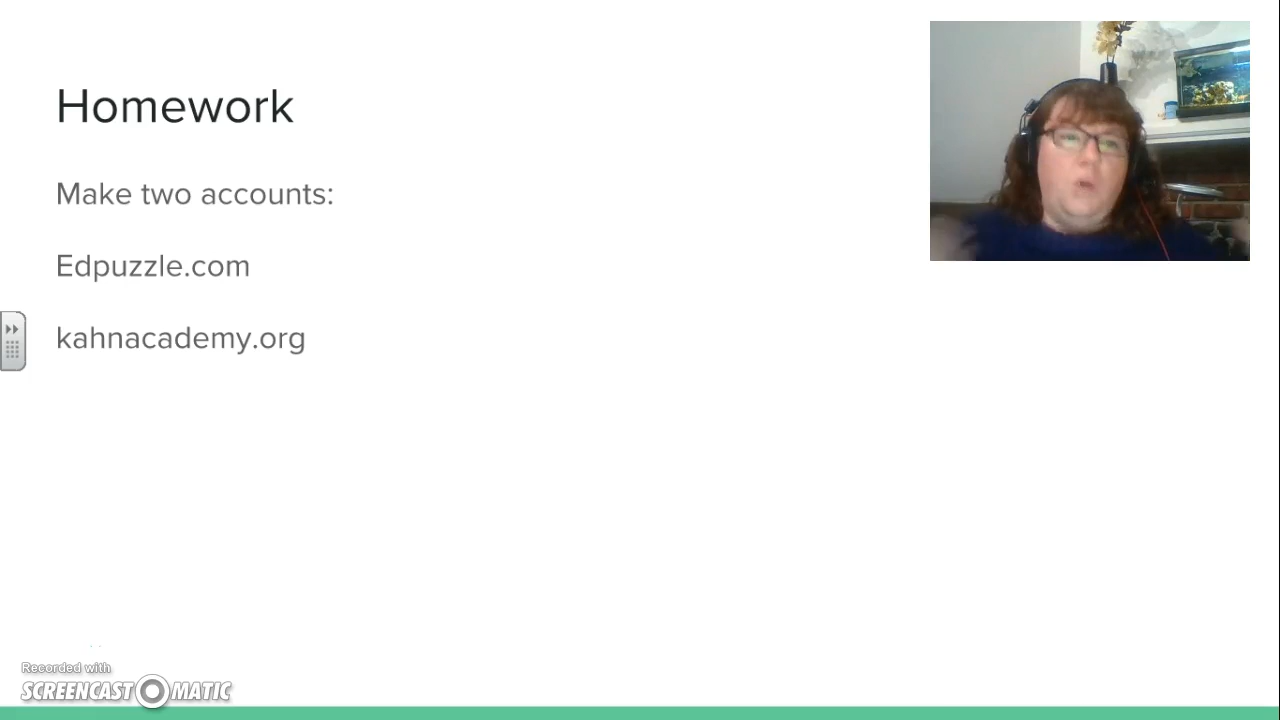 Homework
Make two accounts:
Edpuzzle.com
kahnacademy.org
Recorded with
SCREENCAST MATIC